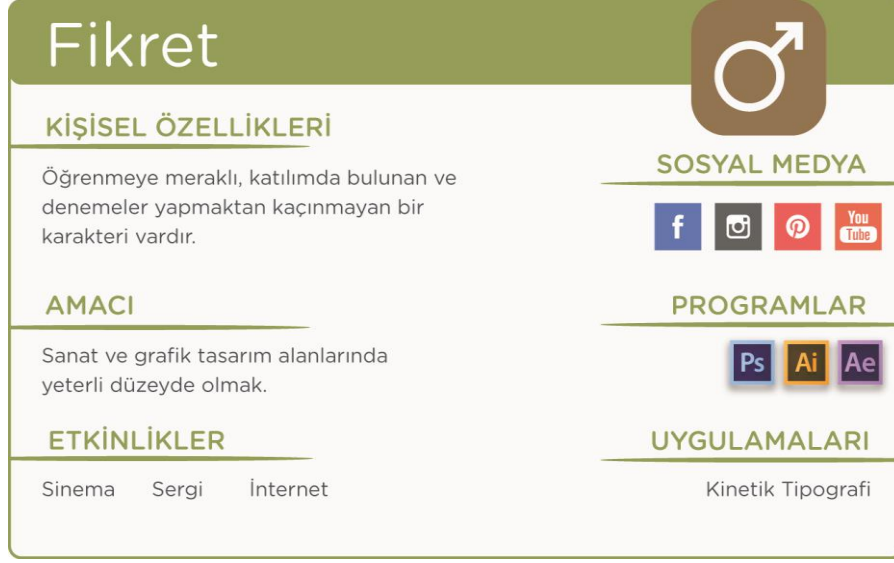 Fikret
KİŞİSEL ÖZELLİKLERİ
Öğrenmeye meraklı, katılımda bulunan ve
denemeler yapmaktan kaçınmayan bir
karakteri vardır.
AMACI
Sanat ve grafik tasarım alanlarında
yeterli düzeyde olmak.
ETKİNLİKLER
Sinema Sergi İnternet
SOSYAL MEDYA
f
You
Tube
PROGRAMLAR
Ps Ai Ae
UYGULAMALARI
Kinetik Tipografi